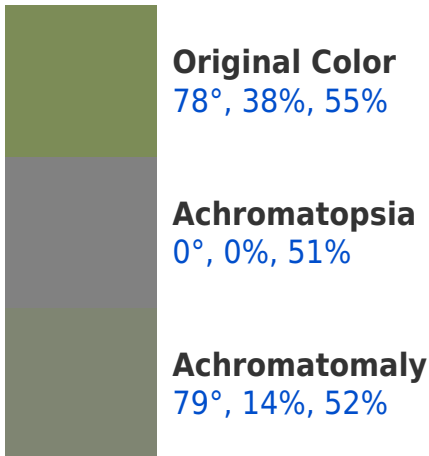 Original Color
78°, 38%, 55%
Achromatopsia
0°, 0%, 51%
Achromatomaly
79°, 14%, 52%